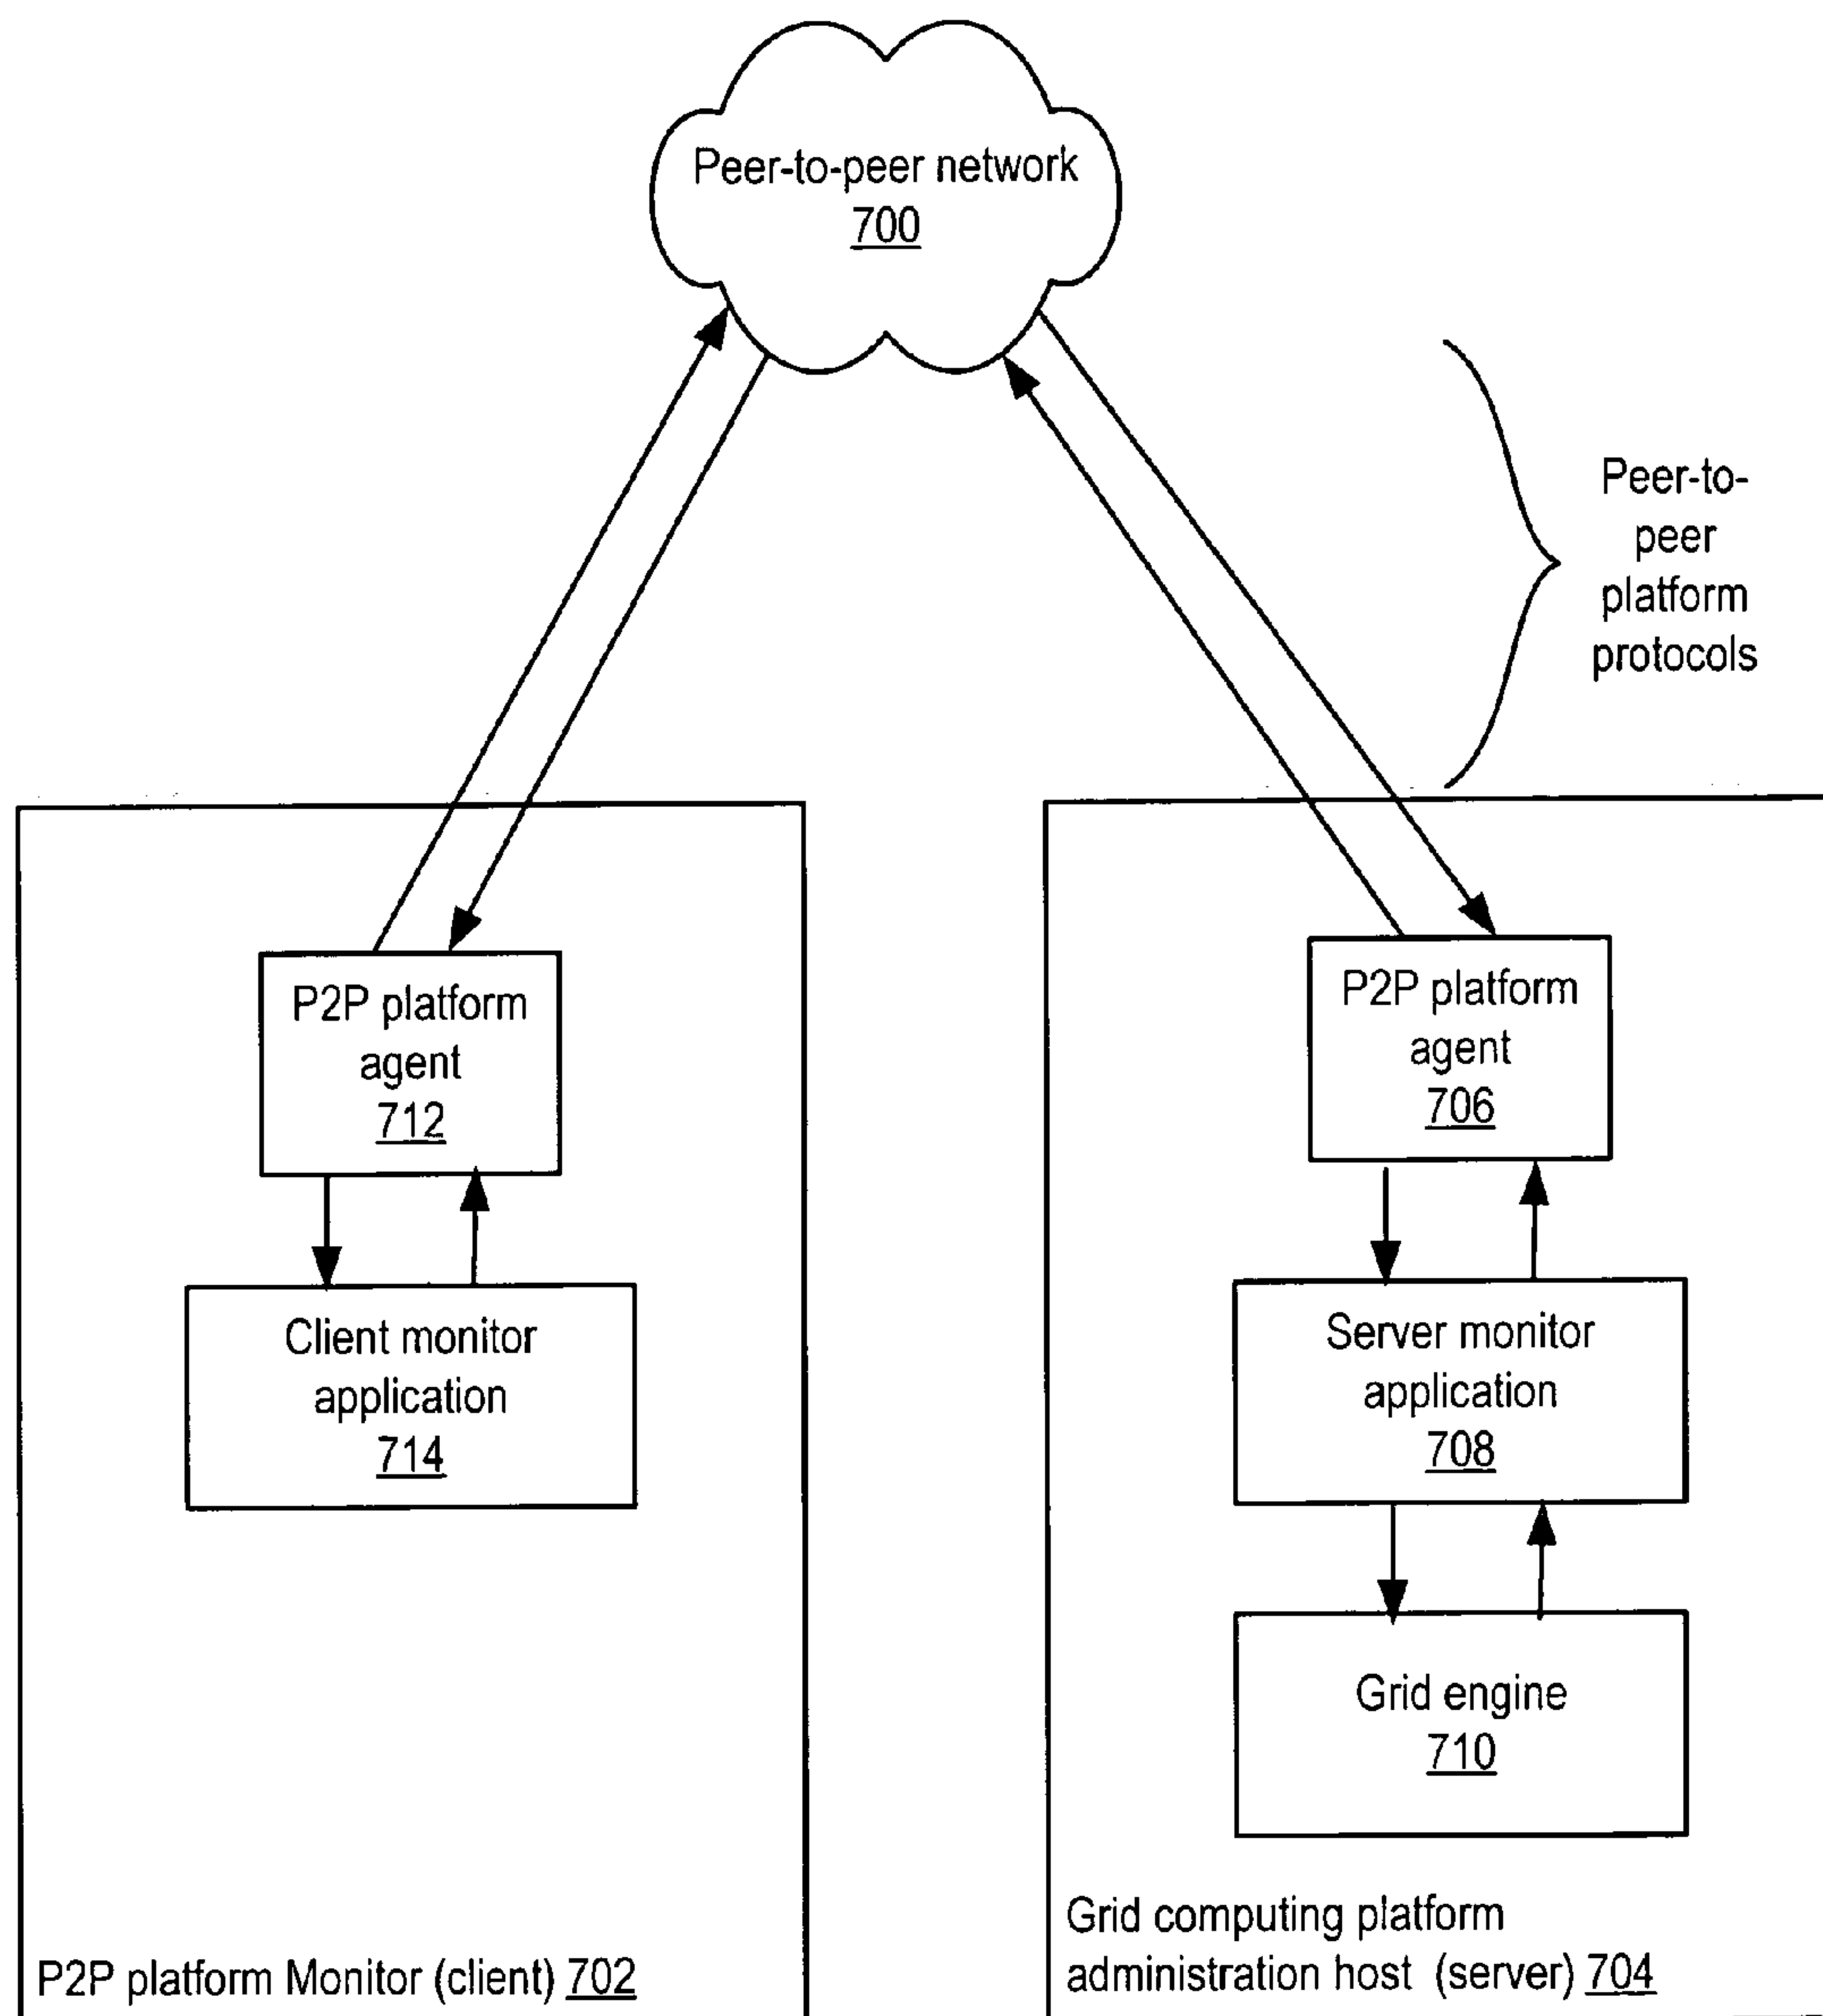 Peer-to-peer network
700
Peer-to-
peer
platform
protocols
P2P platform
agent
712
P2P platform
agent
706
Client monitor
application
714
Server monitor
application
708
Grid engine
710
P2P platform Monitor (client) 702
Grid computing platform
administration host (server) 704